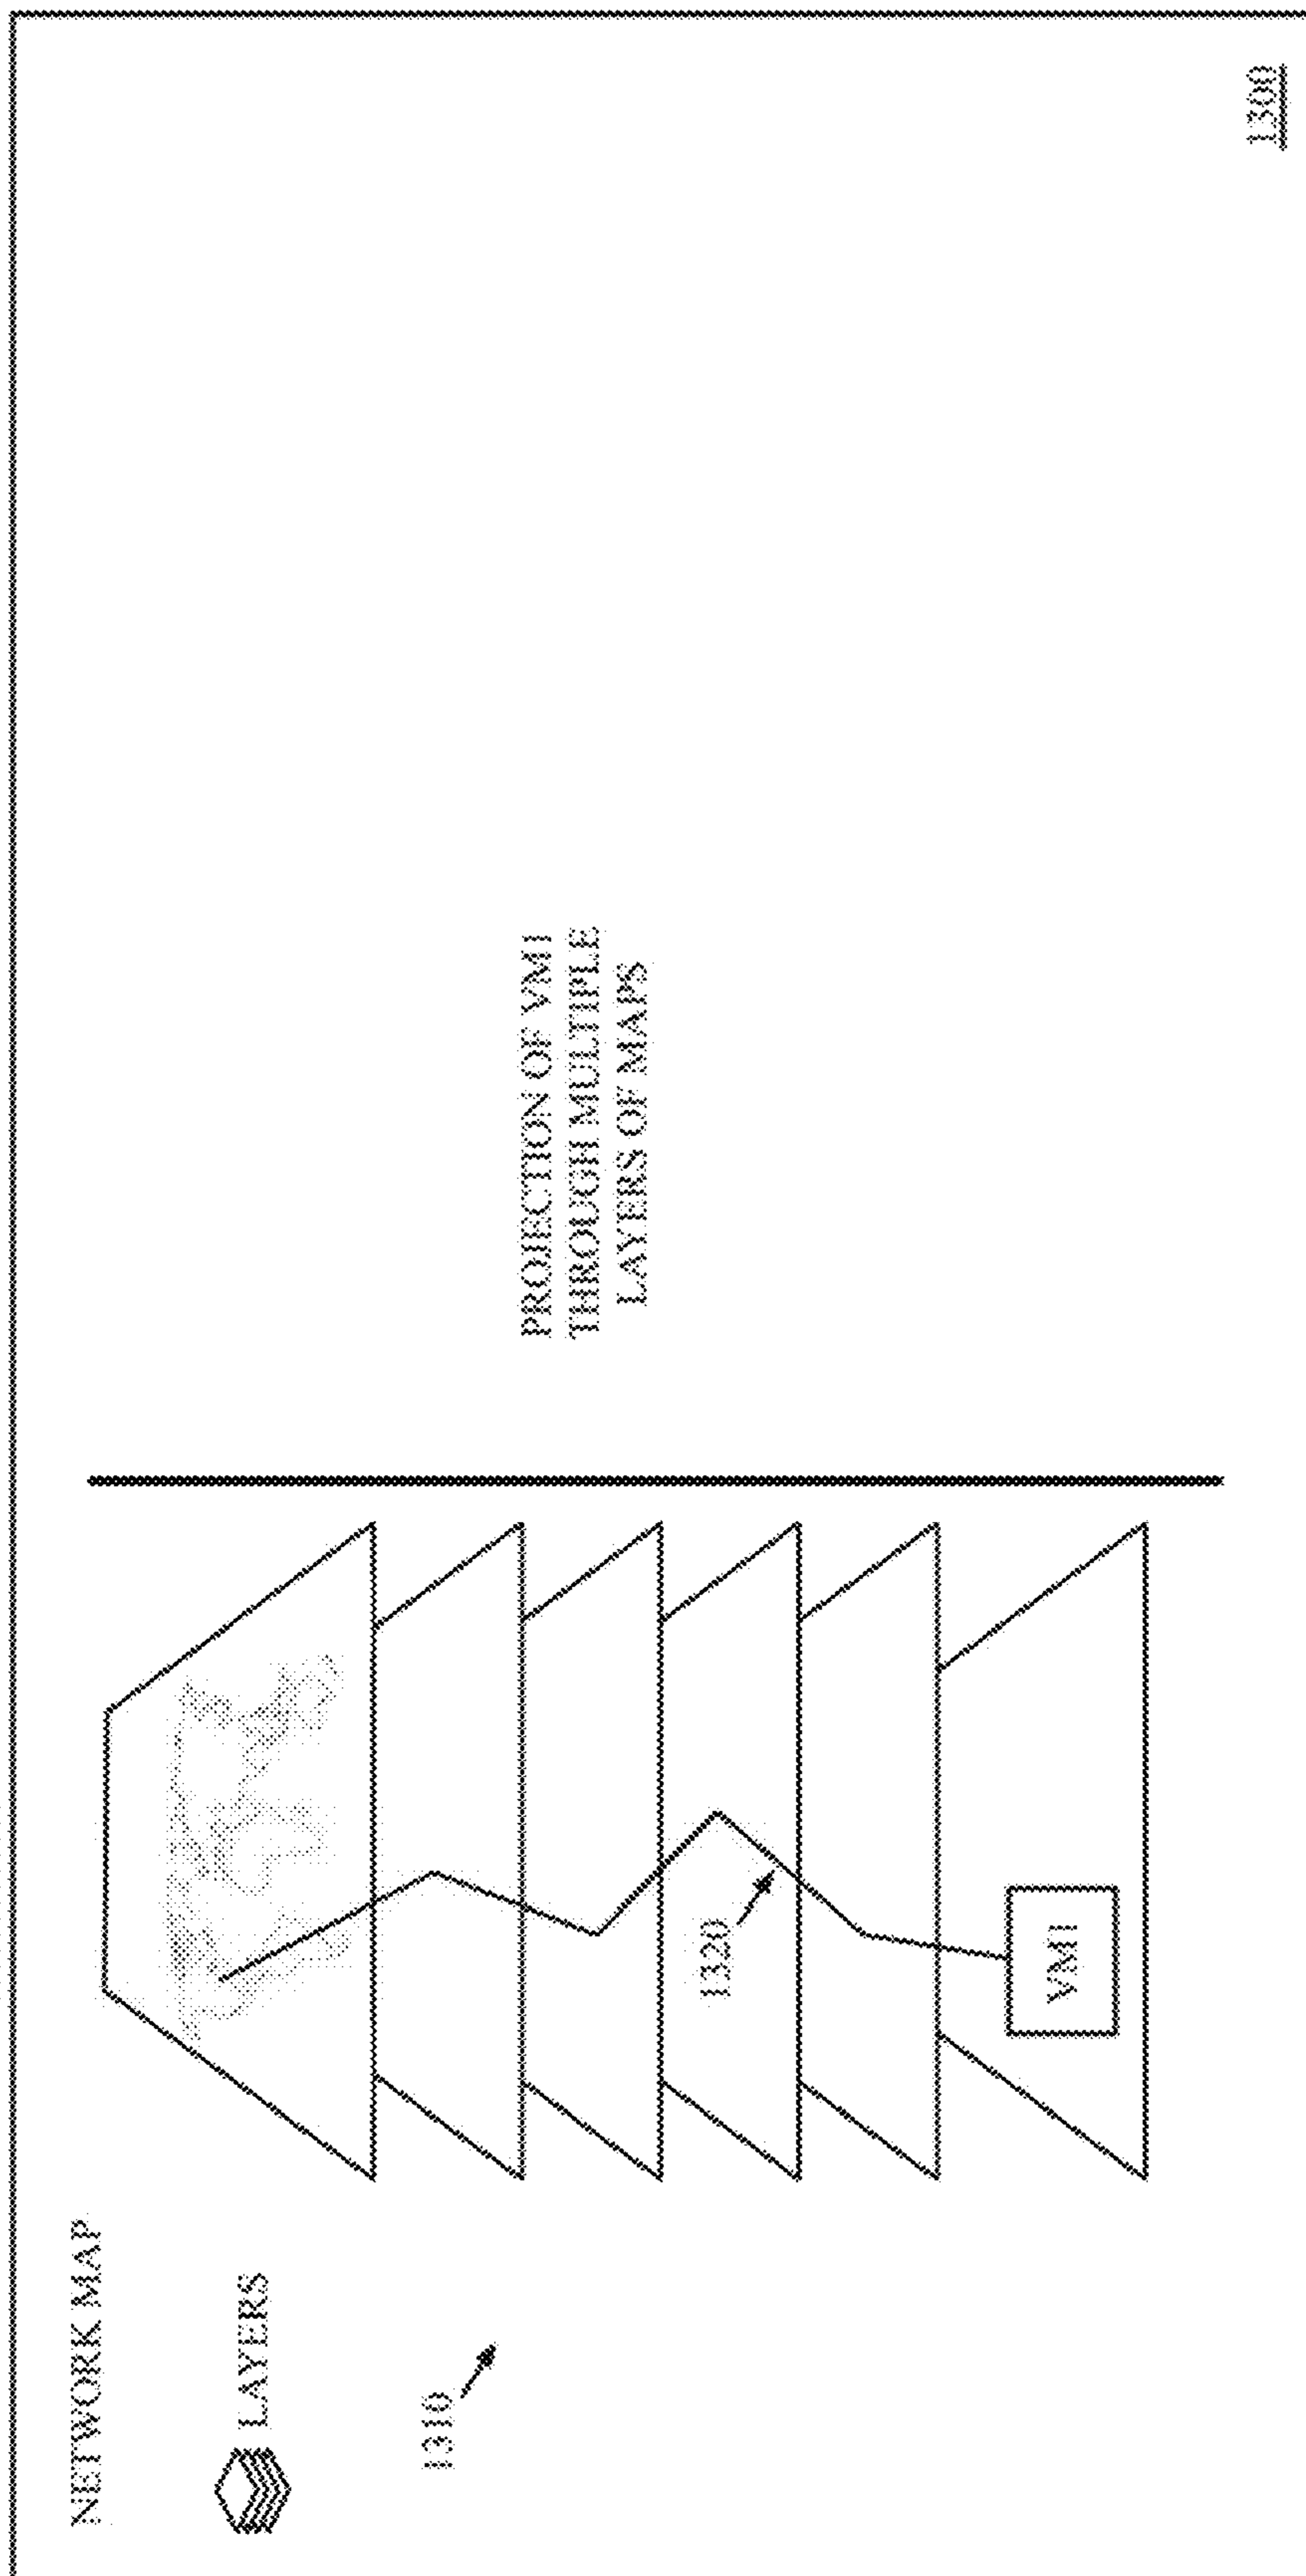 NETWORK MAP
LAYERS
1310
1320
VM1
PROJECTION OF VM1
THROUGH MULTIPLE
LAYERS OF MAPS
1300